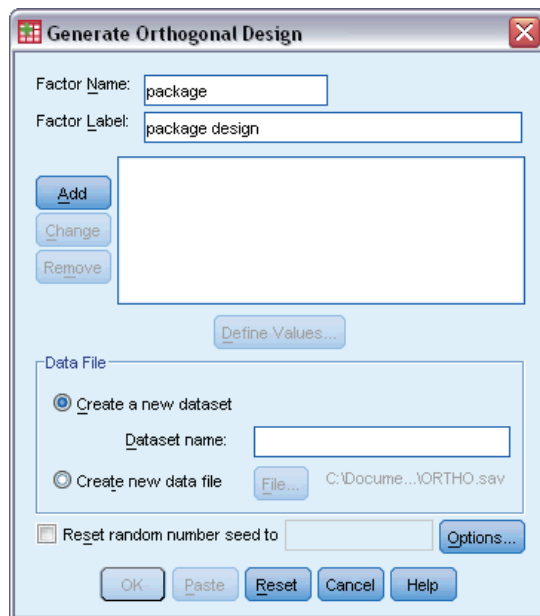 Generate Orthogonal Design
Factor Name: package
Factor Label: package design
Add
Change
Remove
Define Values...
Data File
Create a new dataset
Dataset name:
Create new data file File... C:\Docume...\ORTHO.sav
Reset random number seed to Options...
OK Paste Reset Cancel Help